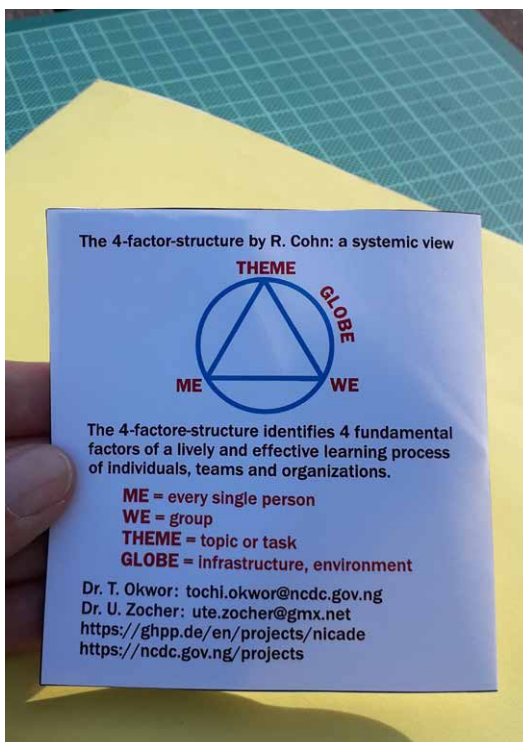 The 4-factor-structure by R. Cohn: a systemic view
THEME
GLOBE
ME
WE
The 4-factore-structure identifies 4 fundamental
factors of a lively and effective learning process
of individuals, teams and organizations.
ME = every single person
WE = group
THEME = topic or task
GLOBE = infrastructure, environment
Dr. T. Okwor: tochi.okwor@ncdc.gov.ng
Dr. U. Zocher: ute.zocher@gmx.net
https://ghpp.de/en/projects/nicade
https://ncdc.gov.ng/projects